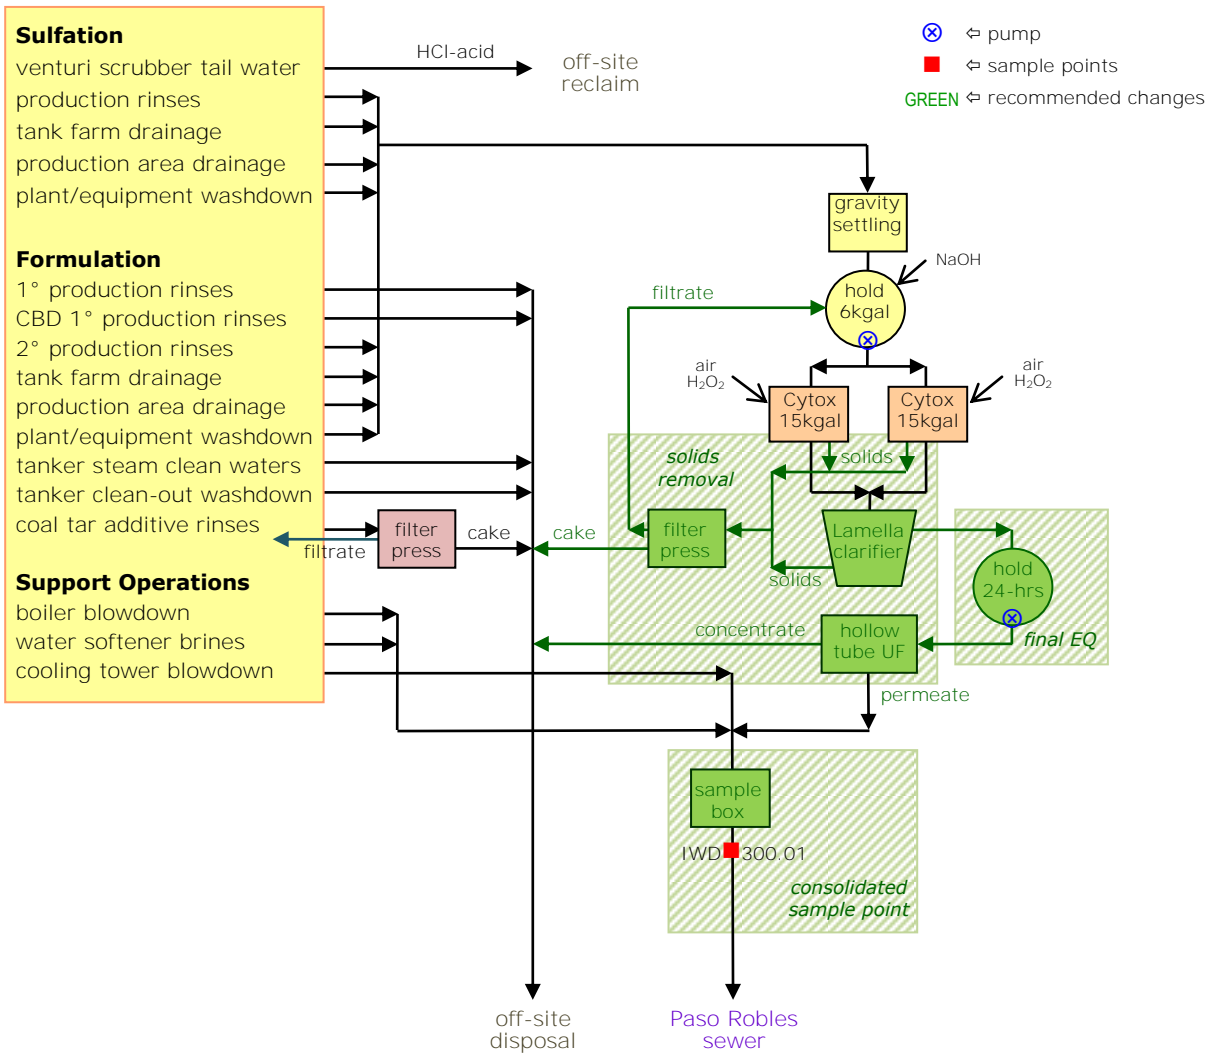 Sulfation
venturi scrubber tail water
production rinses
tank farm drainage
production area drainage
plant/equipment washdown
Formulation
1° production rinses
CBD 1° production rinses
2° production rinses
tank farm drainage
production area drainage
plant/equipment washdown
tanker steam clean waters
tanker clean-out washdown
coal tar additive rinses
Support Operations
boiler blowdown
water softener brines
cooling tower blowdown
HCl-acid
off-site
reclaim
⇦ pump
⇦ sample points
GREEN ⇦ recommended changes
gravity
settling
NaOH
hold
6kgal
filtrate
air
H₂O₂
air
H₂O₂
Cytox
15kgal
Cytox
15kgal
solids
removal
solids
filter
press
cake
filtrate
cake
filter
press
Lamella
clarifier
solids
hold
24-hrs
final EQ
concentrate
hollow
tube UF
permeate
sample
box
IWD 300.01
consolidated
sample point
off-site
disposal
Paso Robles
sewer